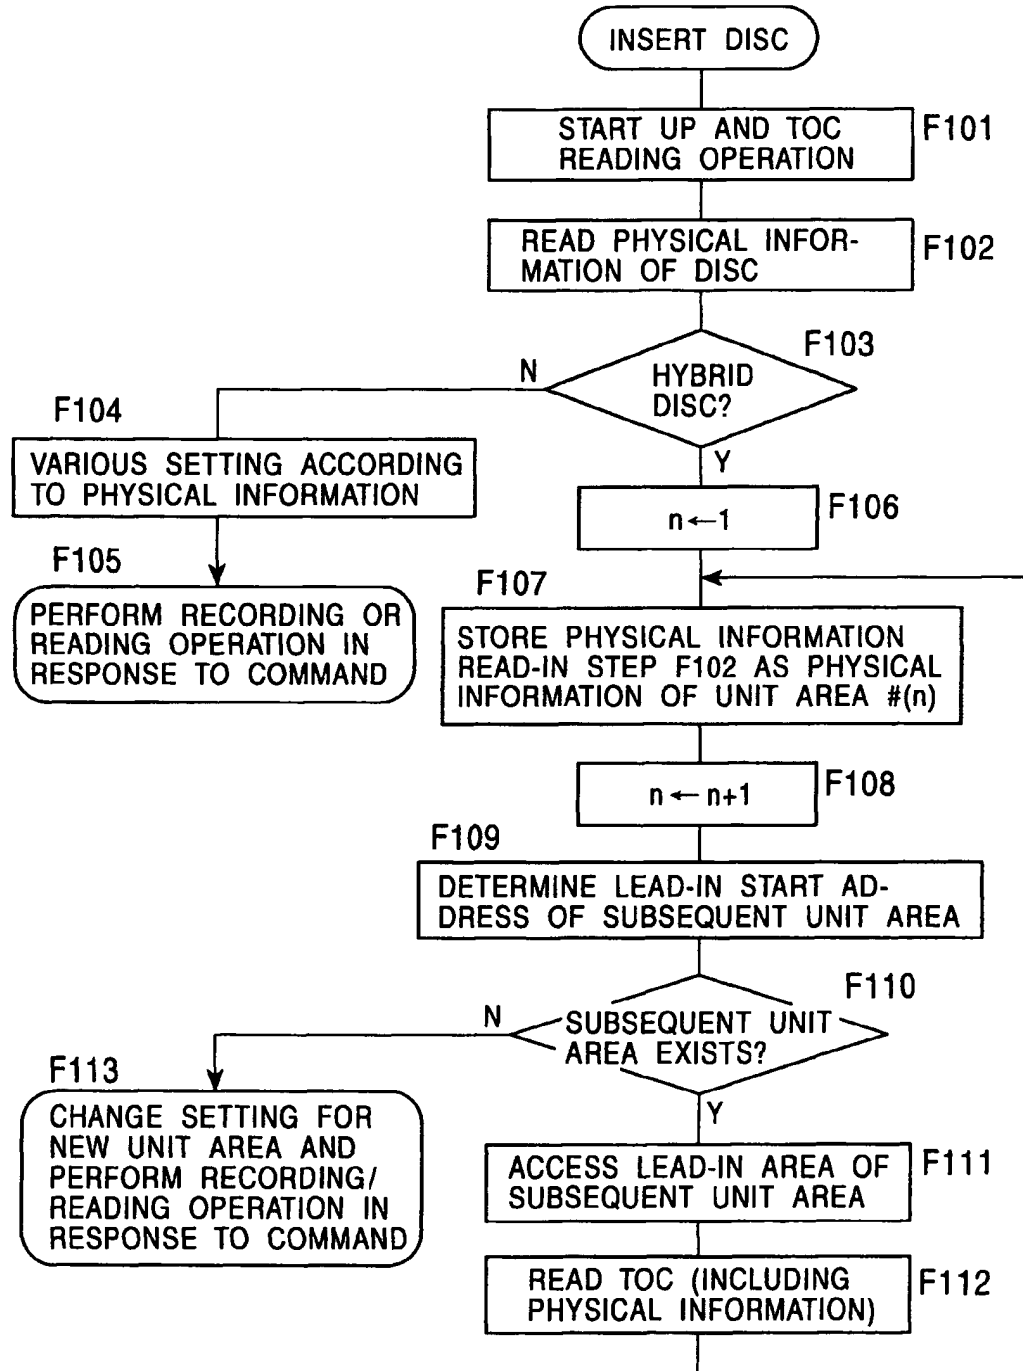 INSERT DISC
START UP AND TOC
READING OPERATION
F101
READ PHYSICAL INFOR-
MATION OF DISC
F102
F103
HYBRID
DISC?
N
Y
F104
VARIOUS SETTING ACCORDING
TO PHYSICAL INFORMATION
F105
PERFORM RECORDING OR
READING OPERATION IN
RESPONSE TO COMMAND
n←1
F106
F107
STORE PHYSICAL INFORMATION
READ-IN STEP F102 AS PHYSICAL
INFORMATION OF UNIT AREA #(n)
n←n+1
F108
F109
DETERMINE LEAD-IN START AD-
DRESS OF SUBSEQUENT UNIT AREA
F110
SUBSEQUENT UNIT
AREA EXISTS?
N
Y
F113
CHANGE SETTING FOR
NEW UNIT AREA AND
PERFORM RECORDING/
READING OPERATION IN
RESPONSE TO COMMAND
ACCESS LEAD-IN AREA OF
SUBSEQUENT UNIT AREA
F111
READ TOC (INCLUDING
PHYSICAL INFORMATION)
F112